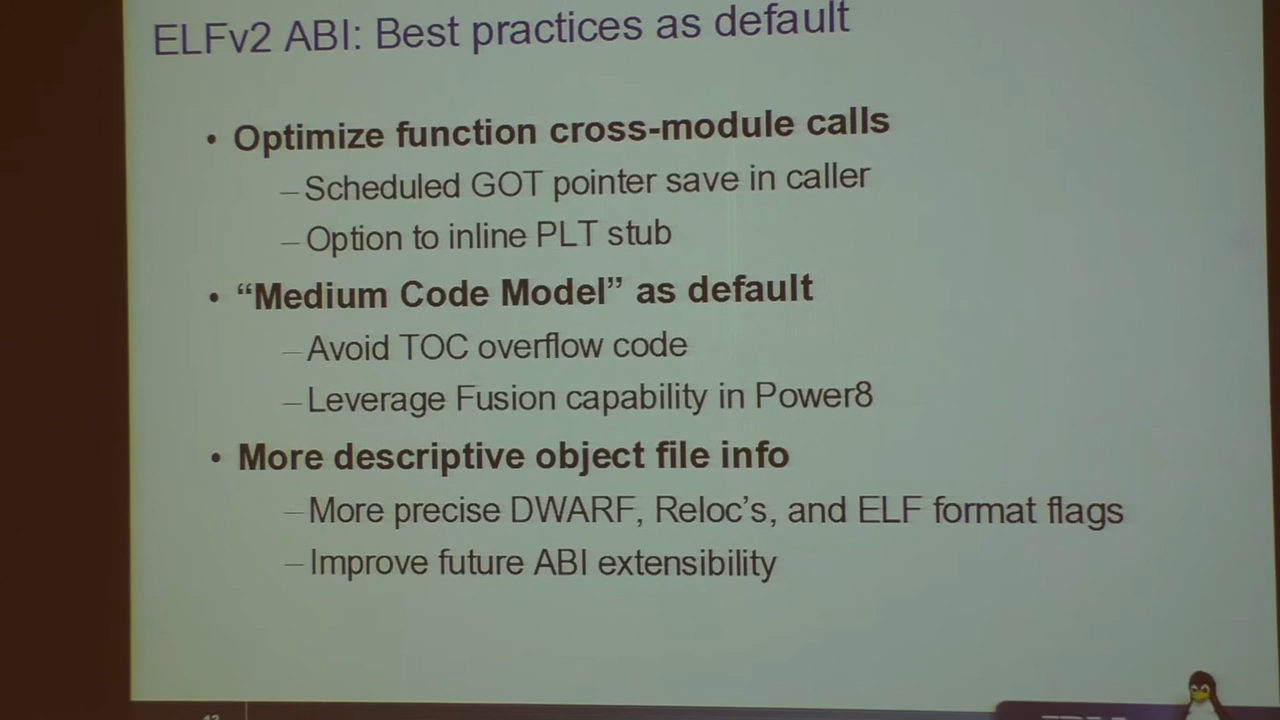 ELFv2 ABI: Best practices as default
• Optimize function cross-module calls
– Scheduled GOT pointer save in caller
– Option to inline PLT stub
• “Medium Code Model” as default
– Avoid TOC overflow code
– Leverage Fusion capability in Power8
• More descriptive object file info
– More precise DWARF, Reloc’s, and ELF format flags
– Improve future ABI extensibility